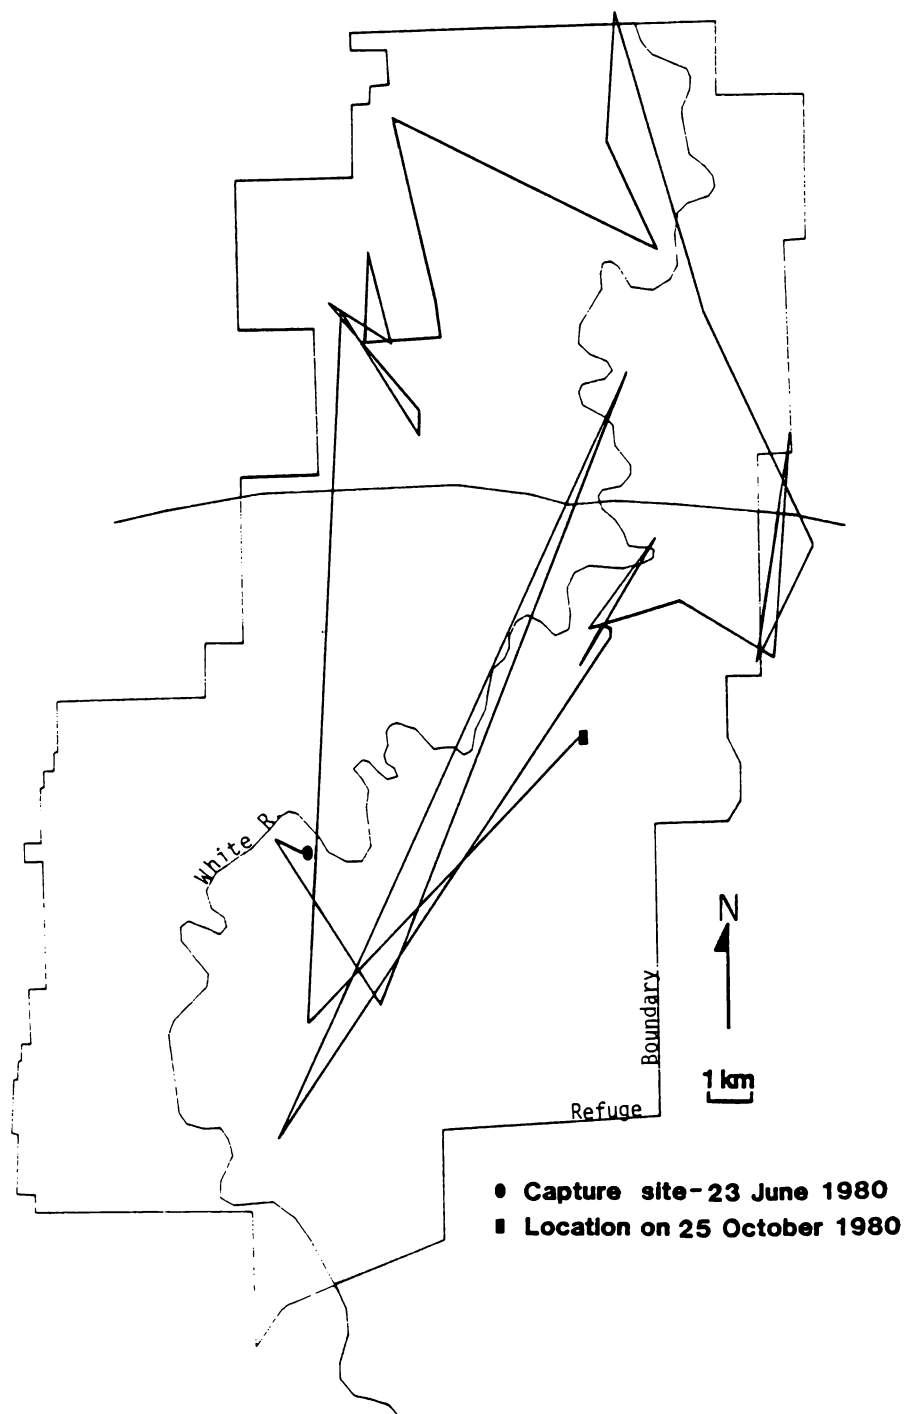 White R.
N
Boundary
1 km
Refuge
Capture site-23 June 1980
Location on 25 October 1980